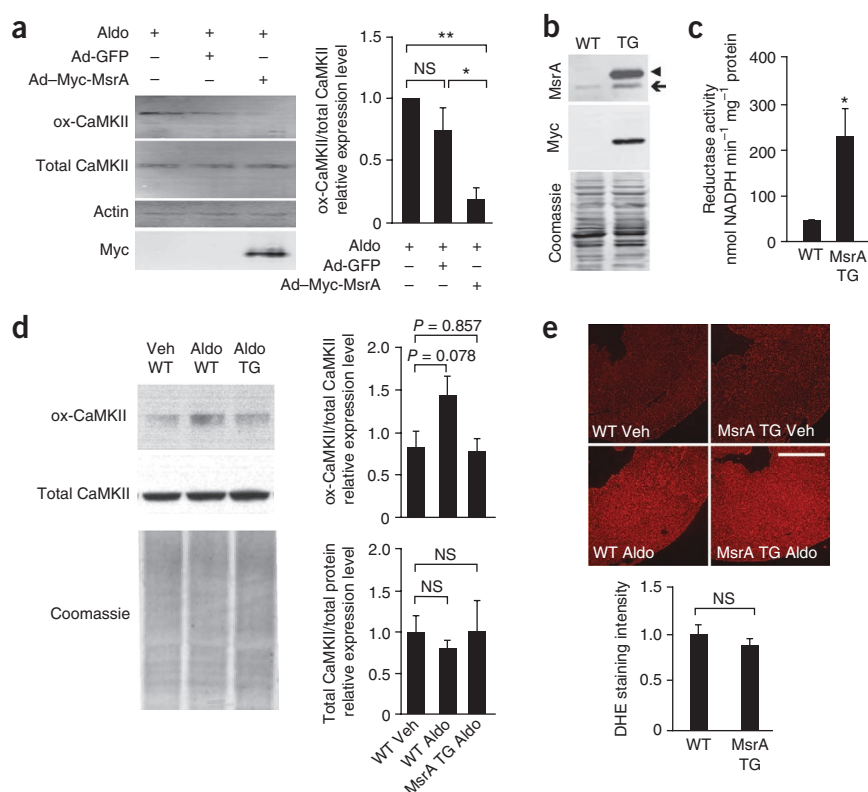 a
Aldo + + +
Ad-GFP – + –
Ad–Myc-MsrA – – +
ox-CaMKII
Total CaMKII
Actin
Myc
ox-CaMKII/total CaMKII
relative expression level
1.5
1.0
0.5
0
**
NS
*
Aldo + + +
Ad-GFP – + –
Ad–Myc-MsrA – – +
b
WT TG
MsrA
Myc
Coomassie
c
Reductase activity
nmol NADPH min⁻¹ mg⁻¹ protein
400
300
200
100
0
*
WT MsrA
TG
d
Veh Aldo Aldo
WT WT TG
ox-CaMKII
Total CaMKII
Coomassie
ox-CaMKII/total CaMKII
relative expression level
2.0
1.5
1.0
0.5
0
P = 0.857
P = 0.078
Total CaMKII/total protein
relative expression level
2.0
1.5
1.0
0.5
0
NS
NS
WT Veh
WT Aldo
MsrA TG Aldo
e
WT Veh
MsrA TG Veh
WT Aldo
MsrA TG Aldo
DHE staining intensity
1.5
1.0
0.5
0
NS
WT MsrA
TG